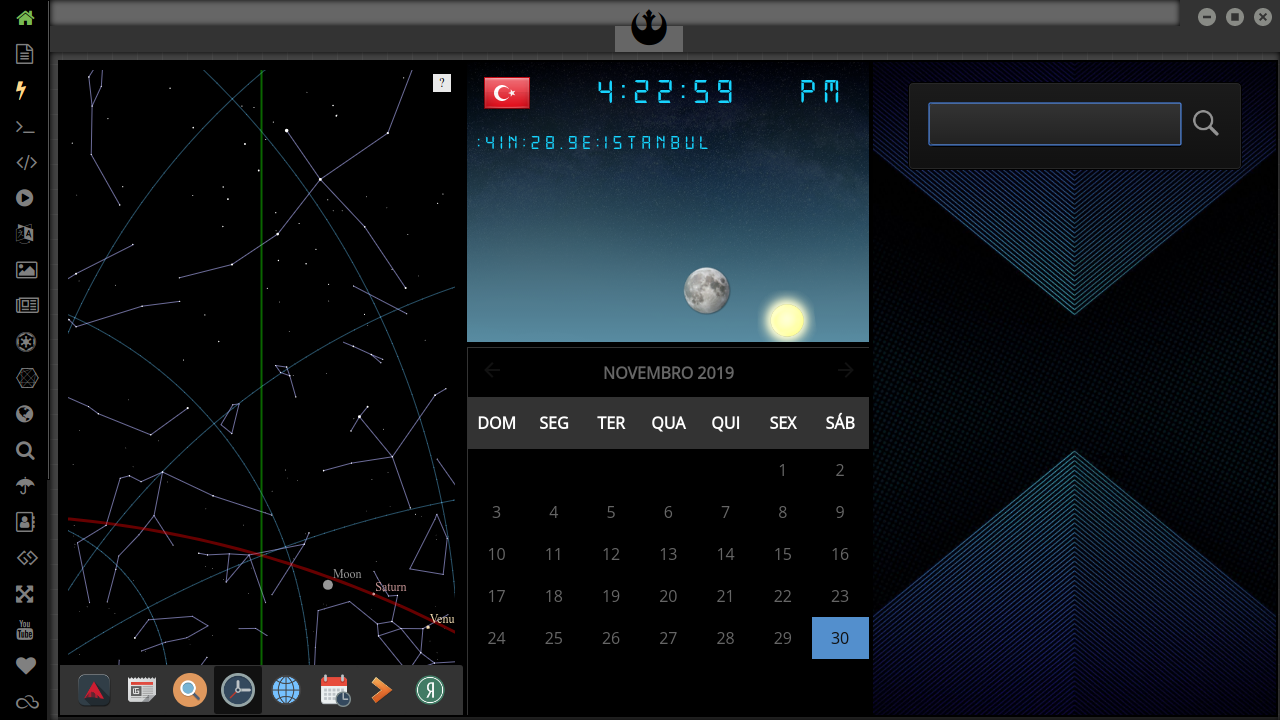 ?
Moon
Saturn
Venu
4:22:59 PM
:41N:28.9E:ISTANBUL
NOVEMBRO 2019
DOM SEG TER QUA QUI SEX SÁB
1 2
3 4 5 6 7 8 9
10 11 12 13 14 15 16
17 18 19 20 21 22 23
24 25 26 27 28 29 30
You
Tube
Я